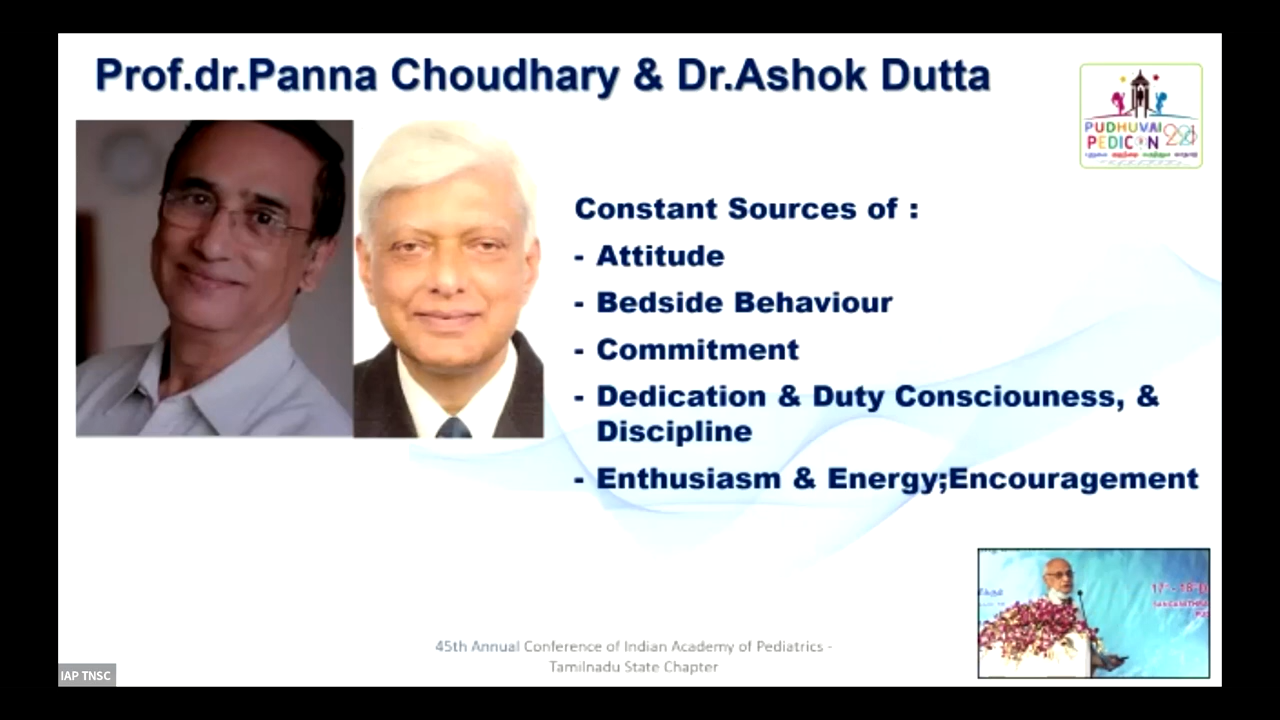 Prof.dr.Panna Choudhary & Dr.Ashok Dutta
PUDHUVAI
PEDICON 2021
Constant Sources of :
- Attitude
- Bedside Behaviour
- Commitment
- Dedication & Duty Consciouness, &
Discipline
- Enthusiasm & Energy;Encouragement
45th Annual Conference of Indian Academy of Pediatrics -
Tamilnadu State Chapter
IAP TNSC